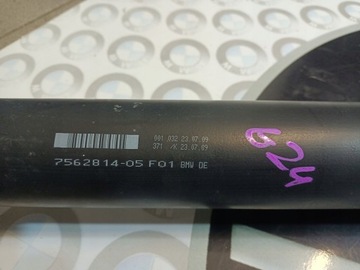 001 032 23.07.09
371 -/K 23.07.09
7562814-05 F01 BMW DE
624